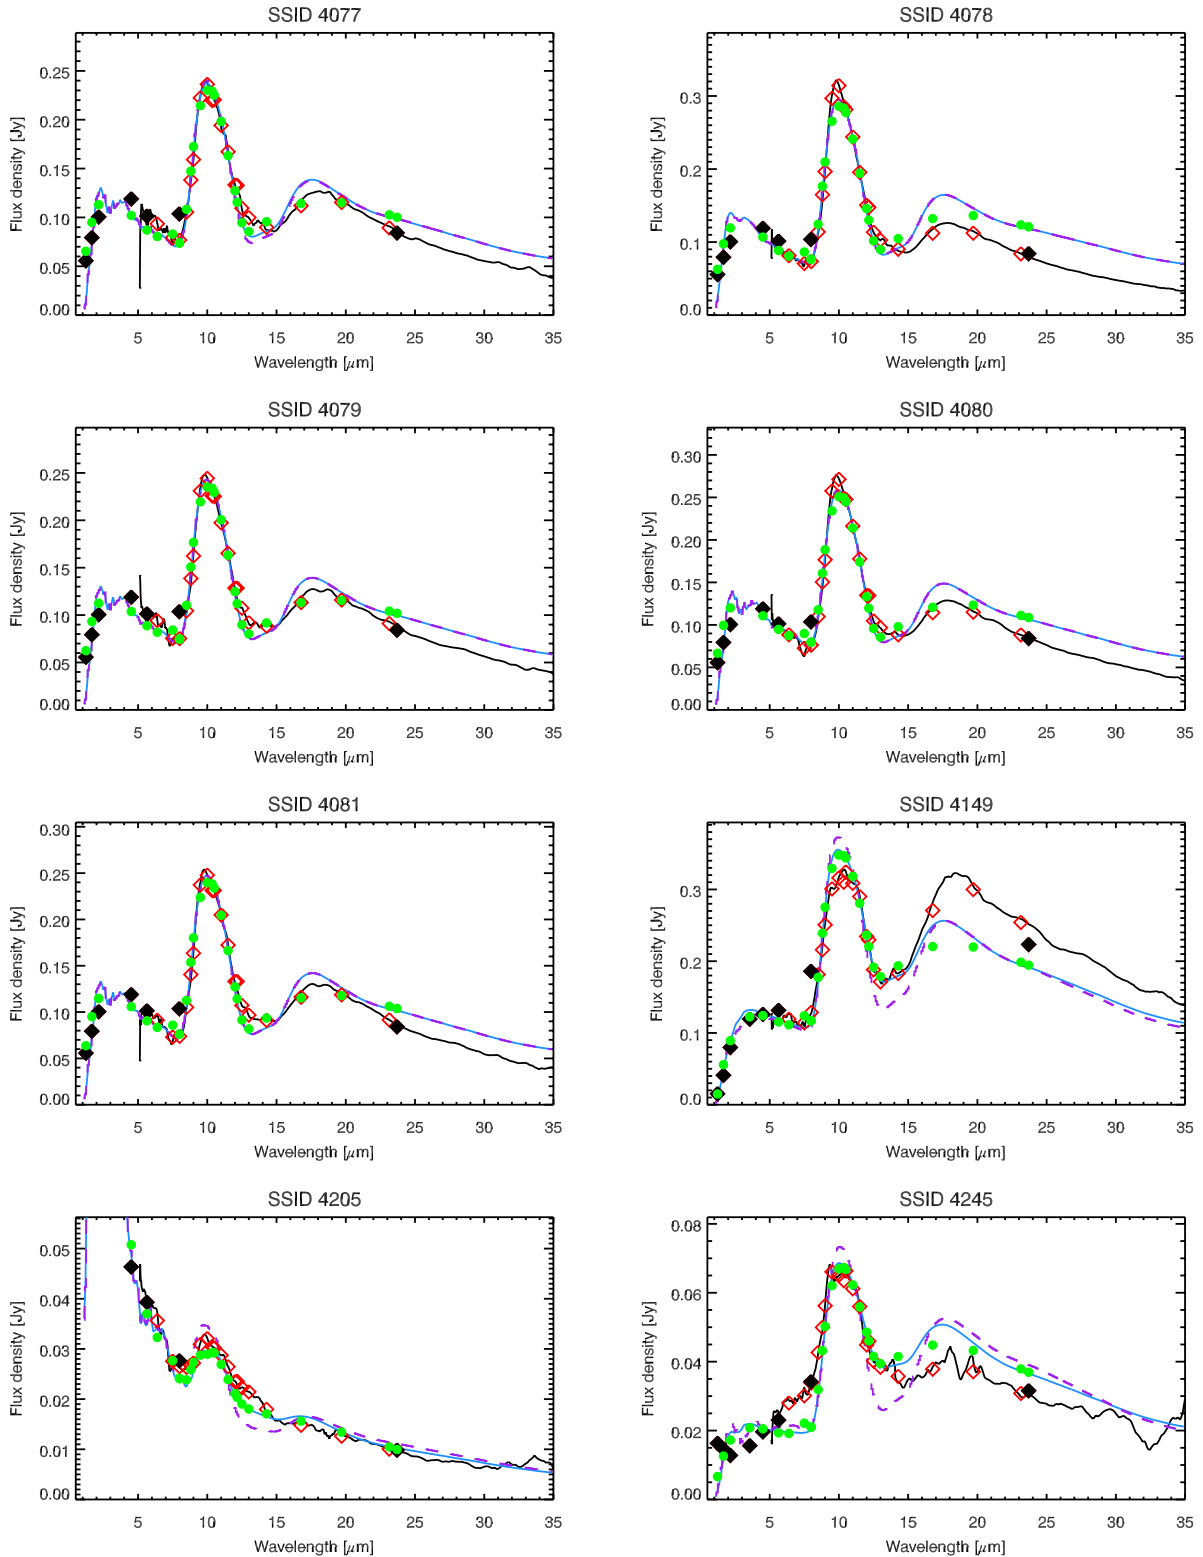 SSID 4077
Flux density [Jy]
0.25
0.20
0.15
0.10
0.05
0.00
5 10 15 20 25 30 35
Wavelength [μm]
SSID 4078
Flux density [Jy]
0.3
0.2
0.1
0.0
5 10 15 20 25 30 35
Wavelength [μm]
SSID 4079
Flux density [Jy]
0.25
0.20
0.15
0.10
0.05
0.00
5 10 15 20 25 30 35
Wavelength [μm]
SSID 4080
Flux density [Jy]
0.30
0.25
0.20
0.15
0.10
0.05
0.00
5 10 15 20 25 30 35
Wavelength [μm]
SSID 4081
Flux density [Jy]
0.30
0.25
0.20
0.15
0.10
0.05
0.00
5 10 15 20 25 30 35
Wavelength [μm]
SSID 4149
Flux density [Jy]
0.3
0.2
0.1
0.0
5 10 15 20 25 30 35
Wavelength [μm]
SSID 4205
Flux density [Jy]
0.05
0.04
0.03
0.02
0.01
0.00
5 10 15 20 25 30 35
Wavelength [μm]
SSID 4245
Flux density [Jy]
0.08
0.06
0.04
0.02
0.00
5 10 15 20 25 30 35
Wavelength [μm]